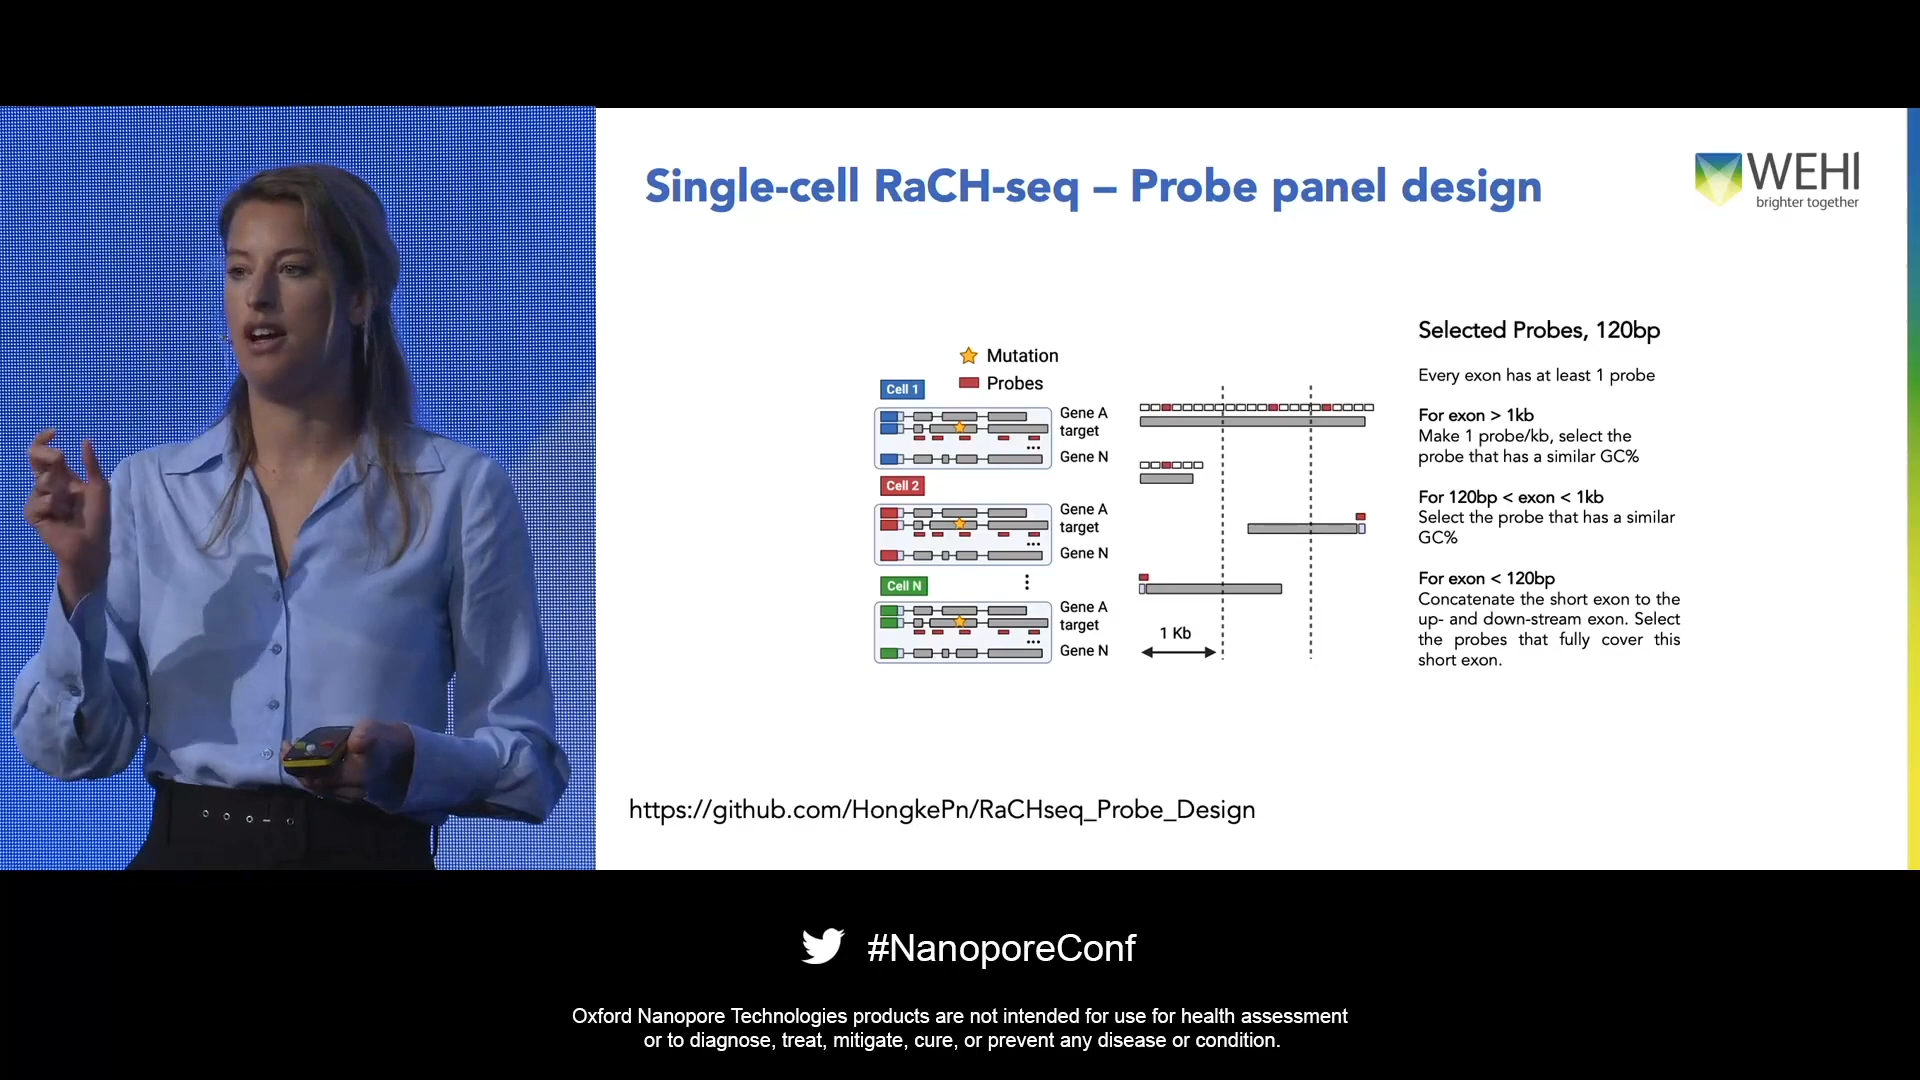 Single-cell RaCH-seq – Probe panel design
WEHI
brighter together
Mutation
Probes
Cell 1
Gene A
target
...
Gene N
Cell 2
Gene A
target
...
Gene N
Cell N
Gene A
target
...
Gene N
1 Kb
Selected Probes, 120bp
Every exon has at least 1 probe
For exon > 1kb
Make 1 probe/kb, select the
probe that has a similar GC%
For 120bp < exon < 1kb
Select the probe that has a similar
GC%
For exon < 120bp
Concatenate the short exon to the
up- and down-stream exon. Select
the probes that fully cover this
short exon.
https://github.com/HongkePn/RaCHseq_Probe_Design
#NanoporeConf
Oxford Nanopore Technologies products are not intended for use for health assessment
or to diagnose, treat, mitigate, cure, or prevent any disease or condition.